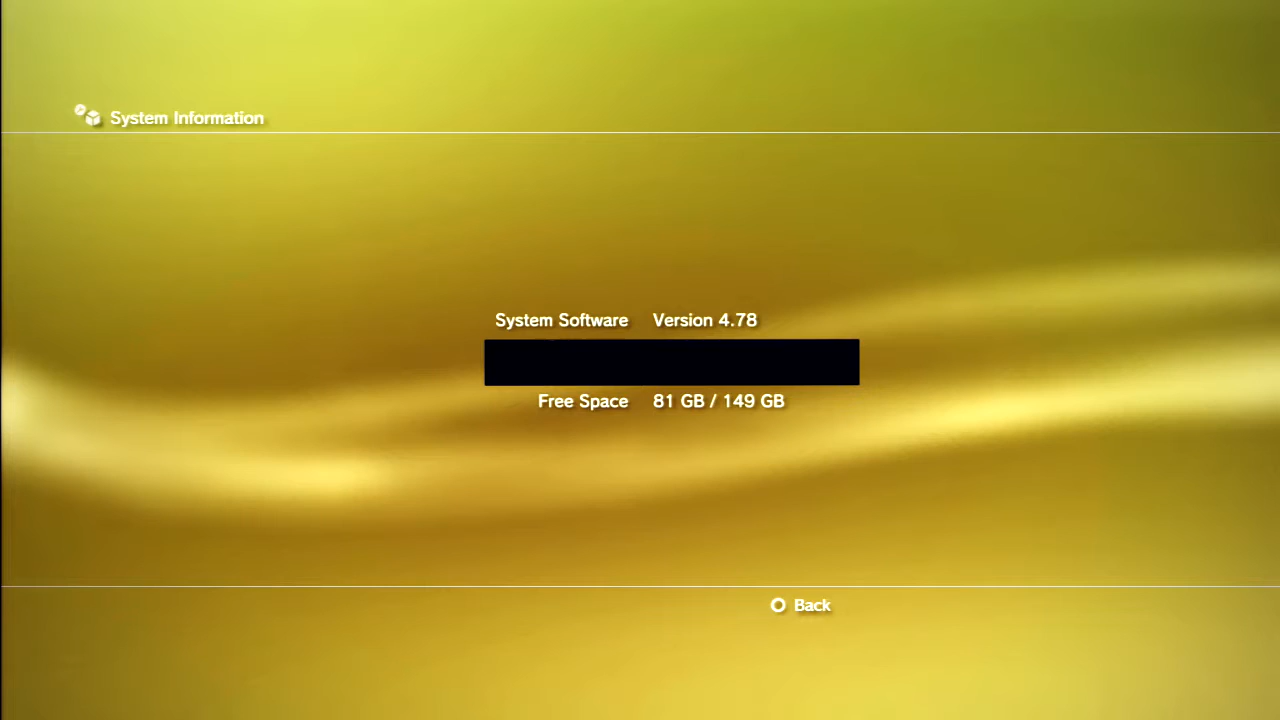 System Information
System Software Version 4.78
Free Space 81 GB / 149 GB
Back